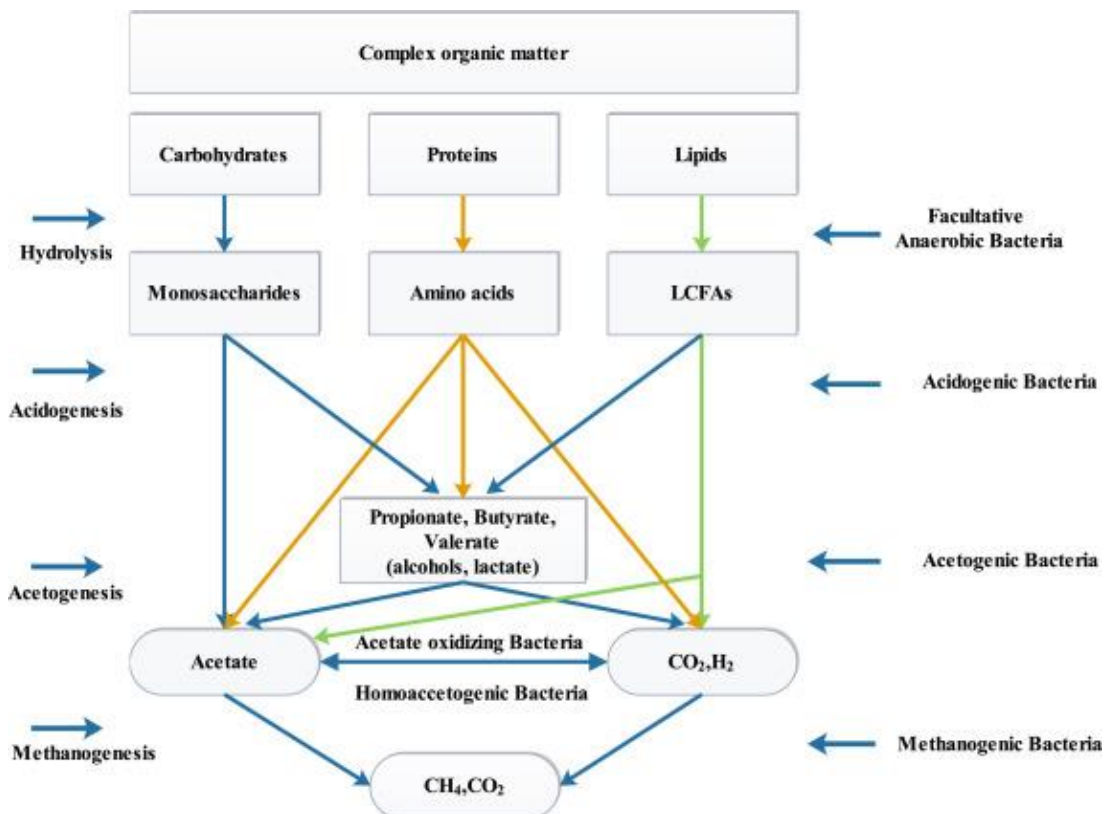 Complex organic matter
Carbohydrates
Proteins
Lipids
Hydrolysis
Facultative
Anaerobic Bacteria
Monosaccharides
Amino acids
LCFAs
Acidogenesis
Acidogenic Bacteria
Propionate, Butyrate,
Valerate
(alcohols, lactate)
Acetogenesis
Acetogenic Bacteria
Acetate
Acetate oxidizing Bacteria
Homoaccetogenic Bacteria
CO₂,H₂
Methanogenesis
Methanogenic Bacteria
CH₄,CO₂